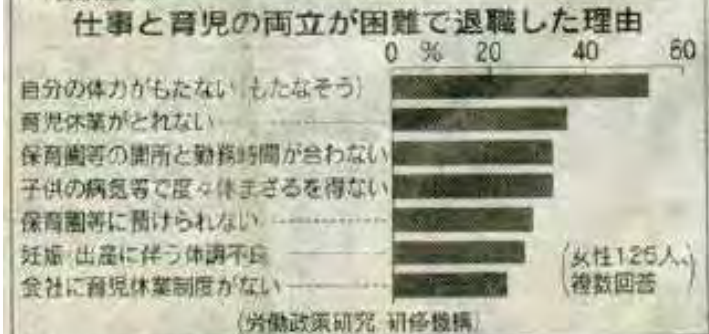 仕事と育児の両立が困難で退職した理由
0 % 20 40 60
自分の体力がもたない(もたなそう)
育児休業がとれない
保育園等の開所と勤務時間が合わない
子供の病気等で度々休まざるを得ない
保育園等に預けられない
妊娠・出産に伴う体調不良
会社に育児休業制度がない
(女性125人、
複数回答)
(労働政策研究・研修機構)